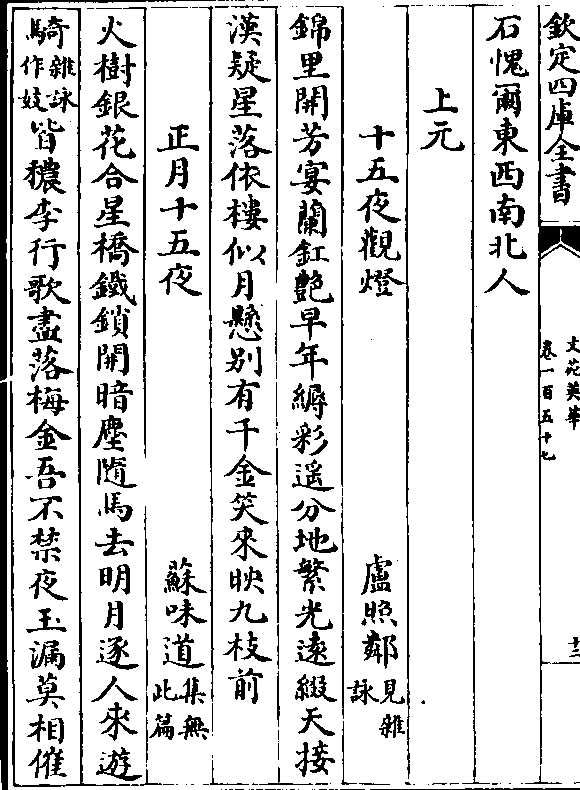 欽定四庫全書
文苑英華
卷一百五十七
十二
石愧爾東西南北人
上元
十五夜觀燈 盧照鄰見雜詠
錦里開芳宴蘭釭艶早年縟彩遥分地繁光遠綴天接
漢疑星落依樓似月懸别有千金笑來映九枝前
正月十五夜 蘇味道集無此篇
火樹銀花合星橋鐵鎖開暗塵隨馬去明月逐人來遊
騎作妓奇雜詠皆穠李行歌盡落梅金吾不禁夜玉漏莫相催